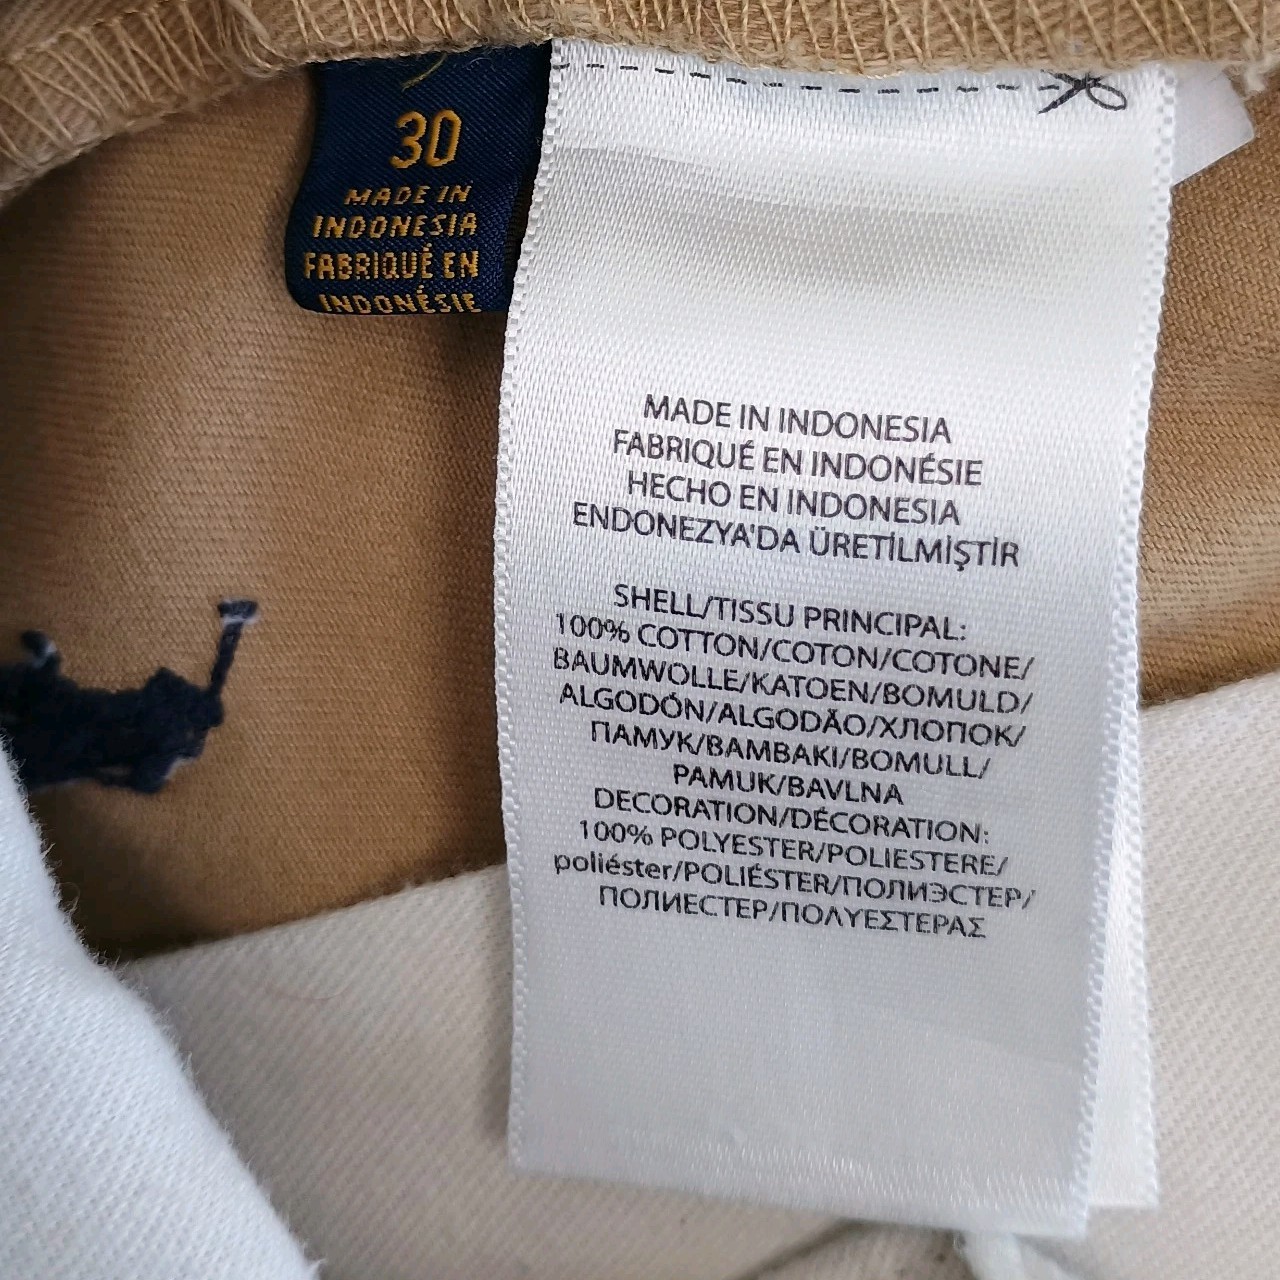 30
MADE IN
INDONESIA
FABRIQUÉ EN
INDONÉSIE
MADE IN INDONESIA
FABRIQUÉ EN INDONÉSIE
HECHO EN INDONESIA
ENDONEZYA'DA ÜRETİLMİŞTİR
SHELL/TISSU PRINCIPAL:
100% COTTON/COTON/COTONE/
BAUMWOLLE/KATOEN/BOMULD/
ALGODÓN/ALGODÃO/ХЛОПОК/
ПАМУК/ΒΑΜΒΑΚΙ/BOMULL/
PAMUK/BAVLNA
DECORATION/DÉCORATION:
100% POLYESTER/POLIESTERE/
poliéster/POLIÉSTER/ПОЛИЭСТЕР/
ПОЛИЕСТЕР/ΠΟΛΥΕΣΤΕΡΑΣ